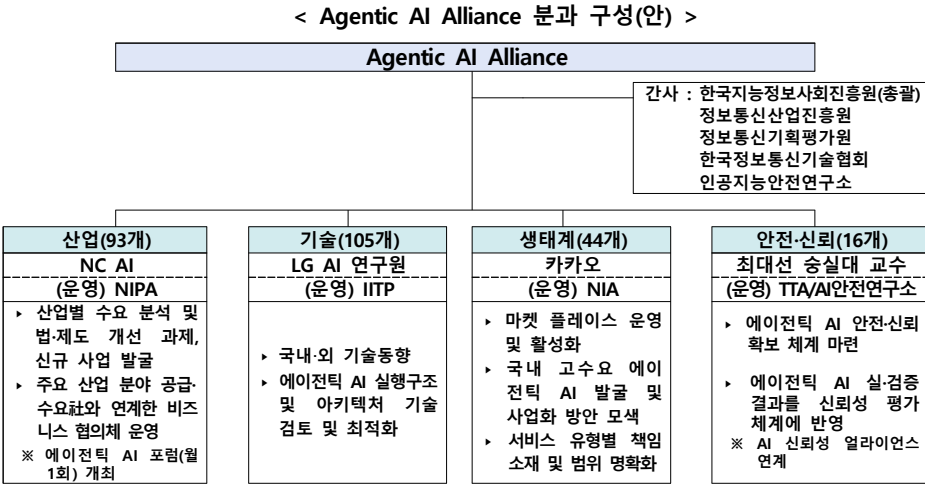 < Agentic AI Alliance 분과 구성(안) >
Agentic AI Alliance
간사 : 한국지능정보사회진흥원(총괄)
정보통신산업진흥원
정보통신기획평가원
한국정보통신기술협회
인공지능안전연구소
산업(93개)
NC AI
(운영) NIPA
▸ 산업별 수요 분석 및
법·제도 개선 과제,
신규 사업 발굴
▸ 주요 산업 분야 공급·
수요社와 연계한 비즈
니스 협의체 운영
※ 에이전틱 AI 포럼(월
1회) 개최
기술(105개)
LG AI 연구원
(운영) IITP
▸ 국내·외 기술동향
▸ 에이전틱 AI 실행구조
및 아키텍처 기술
검토 및 최적화
생태계(44개)
카카오
(운영) NIA
▸ 마켓 플레이스 운영
및 활성화
▸ 국내 고수요 에이
전틱 AI 발굴 및
사업화 방안 모색
▸ 서비스 유형별 책임
소재 및 범위 명확화
안전·신뢰(16개)
최대선 숭실대 교수
(운영) TTA/AI안전연구소
▸ 에이전틱 AI 안전·신뢰
확보 체계 마련
▸ 에이전틱 AI 실·검증
결과를 신뢰성 평가
체계에 반영
※ AI 신뢰성 얼라이언스
연계